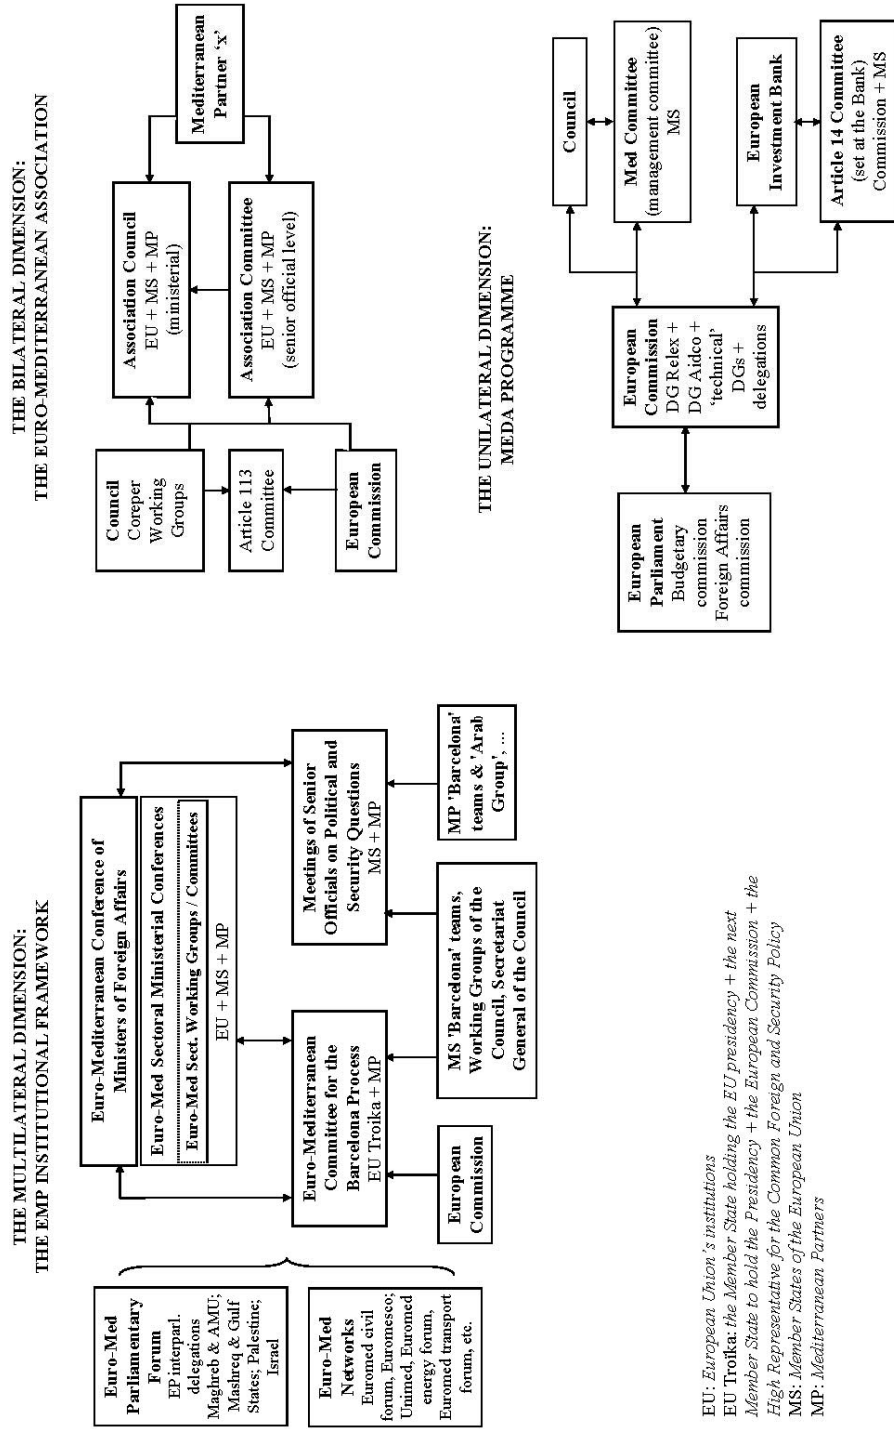 THE MULTILATERAL DIMENSION:
THE EMP INSTITUTIONAL FRAMEWORK
Euro-Med
Parliamentary
Forum
EP interparl.
delegations
Maghreb & AMU;
Mashreq & Gulf
States; Palestine;
Israel
Euro-Med
Networks
Euromed civil
forum, Euromesco;
Unimed, Euromed
energy forum,
Euromed transport
forum, etc.
Euro-Mediterranean Conference of
Ministers of Foreign Affairs
Euro-Med Sectoral Ministerial Conferences
Euro-Med Sect. Working Groups / Committees
EU + MS + MP
Euro-Mediterranean
Committee for the
Barcelona Process
EU Troika + MP
Meetings of Senior
Officials on Political and
Security Questions
MS + MP
European
Commission
MS 'Barcelona' teams,
Working Groups of the
Council, Secretariat
General of the Council
MP 'Barcelona'
teams & 'Arab
Group', ...
THE BILATERAL DIMENSION:
THE EURO-MEDITERRANEAN ASSOCIATION
Council
Coreper
Working
Groups
Article 113
Committee
European
Commission
Association Council
EU + MS + MP
(ministerial)
Association Committee
EU + MS + MP
(senior official level)
Mediterranean
Partner ‘x’
THE UNILATERAL DIMENSION:
MEDA PROGRAMME
European
Parliament
Budgetary
commission
Foreign Affairs
commission
European
Commission
DG Relex +
DG Aidco +
‘technical’
DGs +
delegations
Council
Med Committee
(management committee)
MS
European
Investment Bank
Article 14 Committee
(set at the Bank)
Commission + MS
EU: European Union’s institutions
EU Troika: the Member State holding the EU presidency + the next
Member State to hold the Presidency + the European Commission + the
High Representative for the Common Foreign and Security Policy
MS: Member States of the European Union
MP: Mediterranean Partners